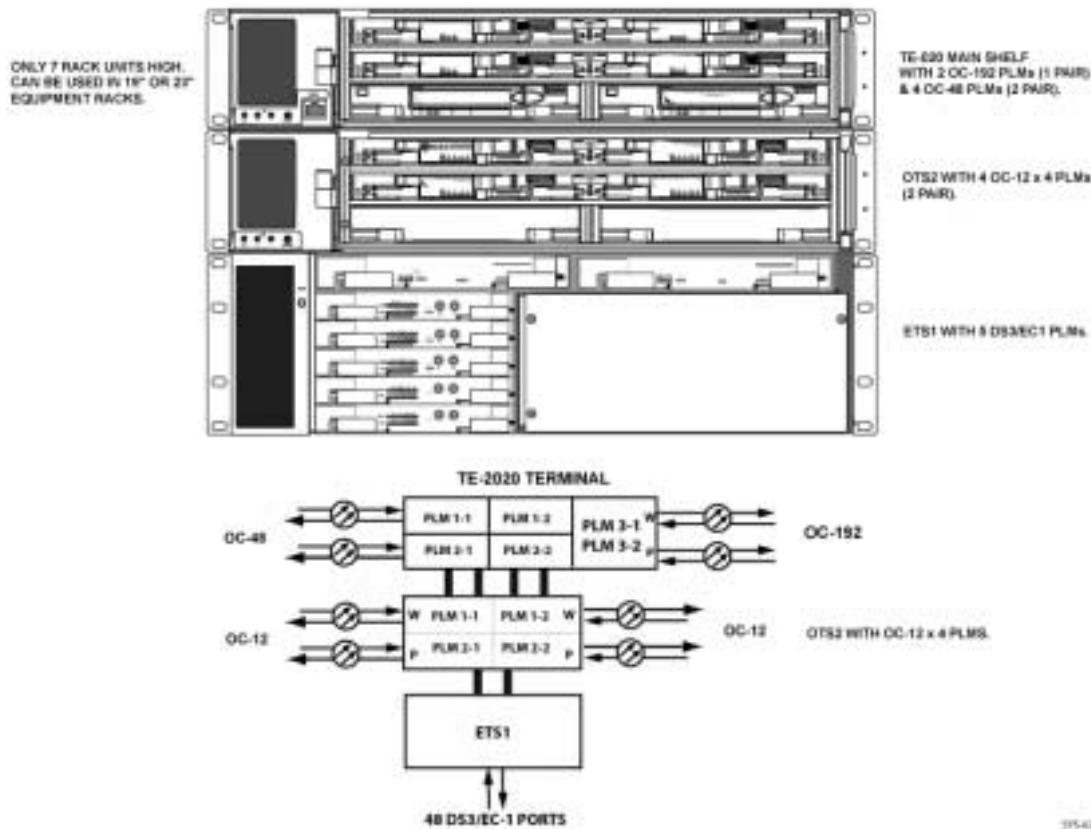 ONLY 7 RACK UNITS HIGH.
CAN BE USED IN 19" OR 23"
EQUIPMENT RACKS.
TE-020 MAIN SHELF
WITH 2 OC-192 PLMs (1 PAIR)
& 4 OC-48 PLMs (2 PAIR).
OTS2 WITH 4 OC-12 x 4 PLMs
(2 PAIR).
ETS1 WITH 5 DS3/EC1 PLMs.
TE-2020 TERMINAL
OC-48
PLM 1-1
PLM 1-2
PLM 2-1
PLM 2-2
PLM 3-1 W
PLM 3-2 P
OC-192
OC-12
W PLM 1-1
PLM 1-2 W
P PLM 2-1
PLM 2-2 P
OC-12
OTS2 WITH OC-12 x 4 PLMS.
ETS1
48 DS3/EC-1 PORTS